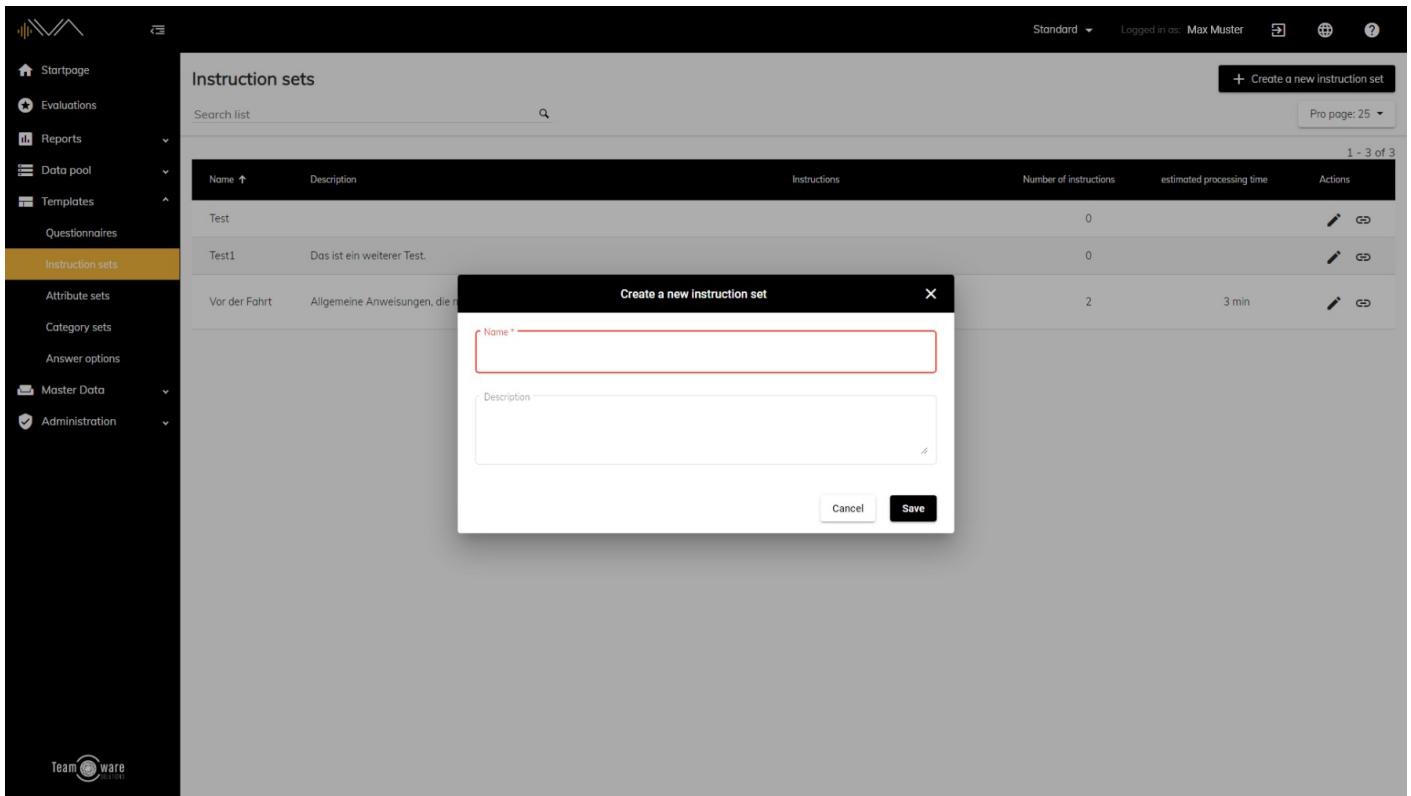 Standard
Logged in as: Max Muster
Startpage
Evaluations
Reports
Data pool
Templates
Questionnaires
Instruction sets
Attribute sets
Category sets
Answer options
Master Data
Administration
Team ware
SOLUTIONS
Instruction sets
+ Create a new instruction set
Search list
Pro page: 25
1 - 3 of 3
Name Description Instructions Number of instructions estimated processing time Actions
Test 0
Test1 Das ist ein weiterer Test. 0
Vor der Fahrt Allgemeine Anweisungen, die 2 3 min
Create a new instruction set
Name *
Description
Cancel
Save